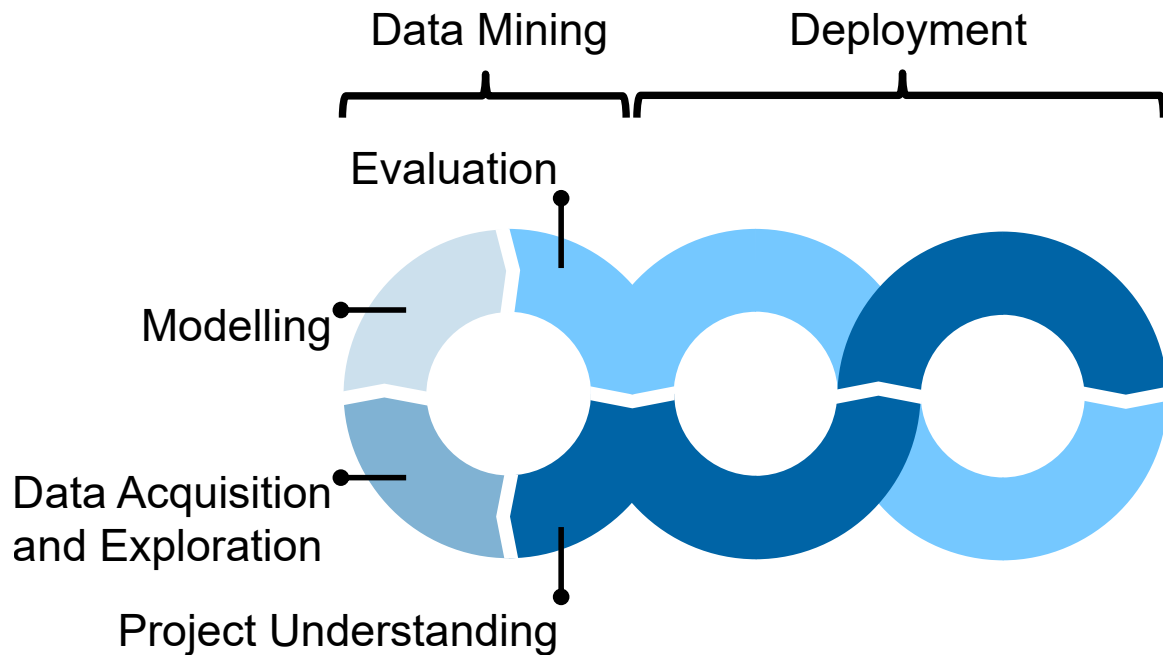 Data Mining
Deployment
Evaluation
Modelling
Data Acquisition
and Exploration
Project Understanding